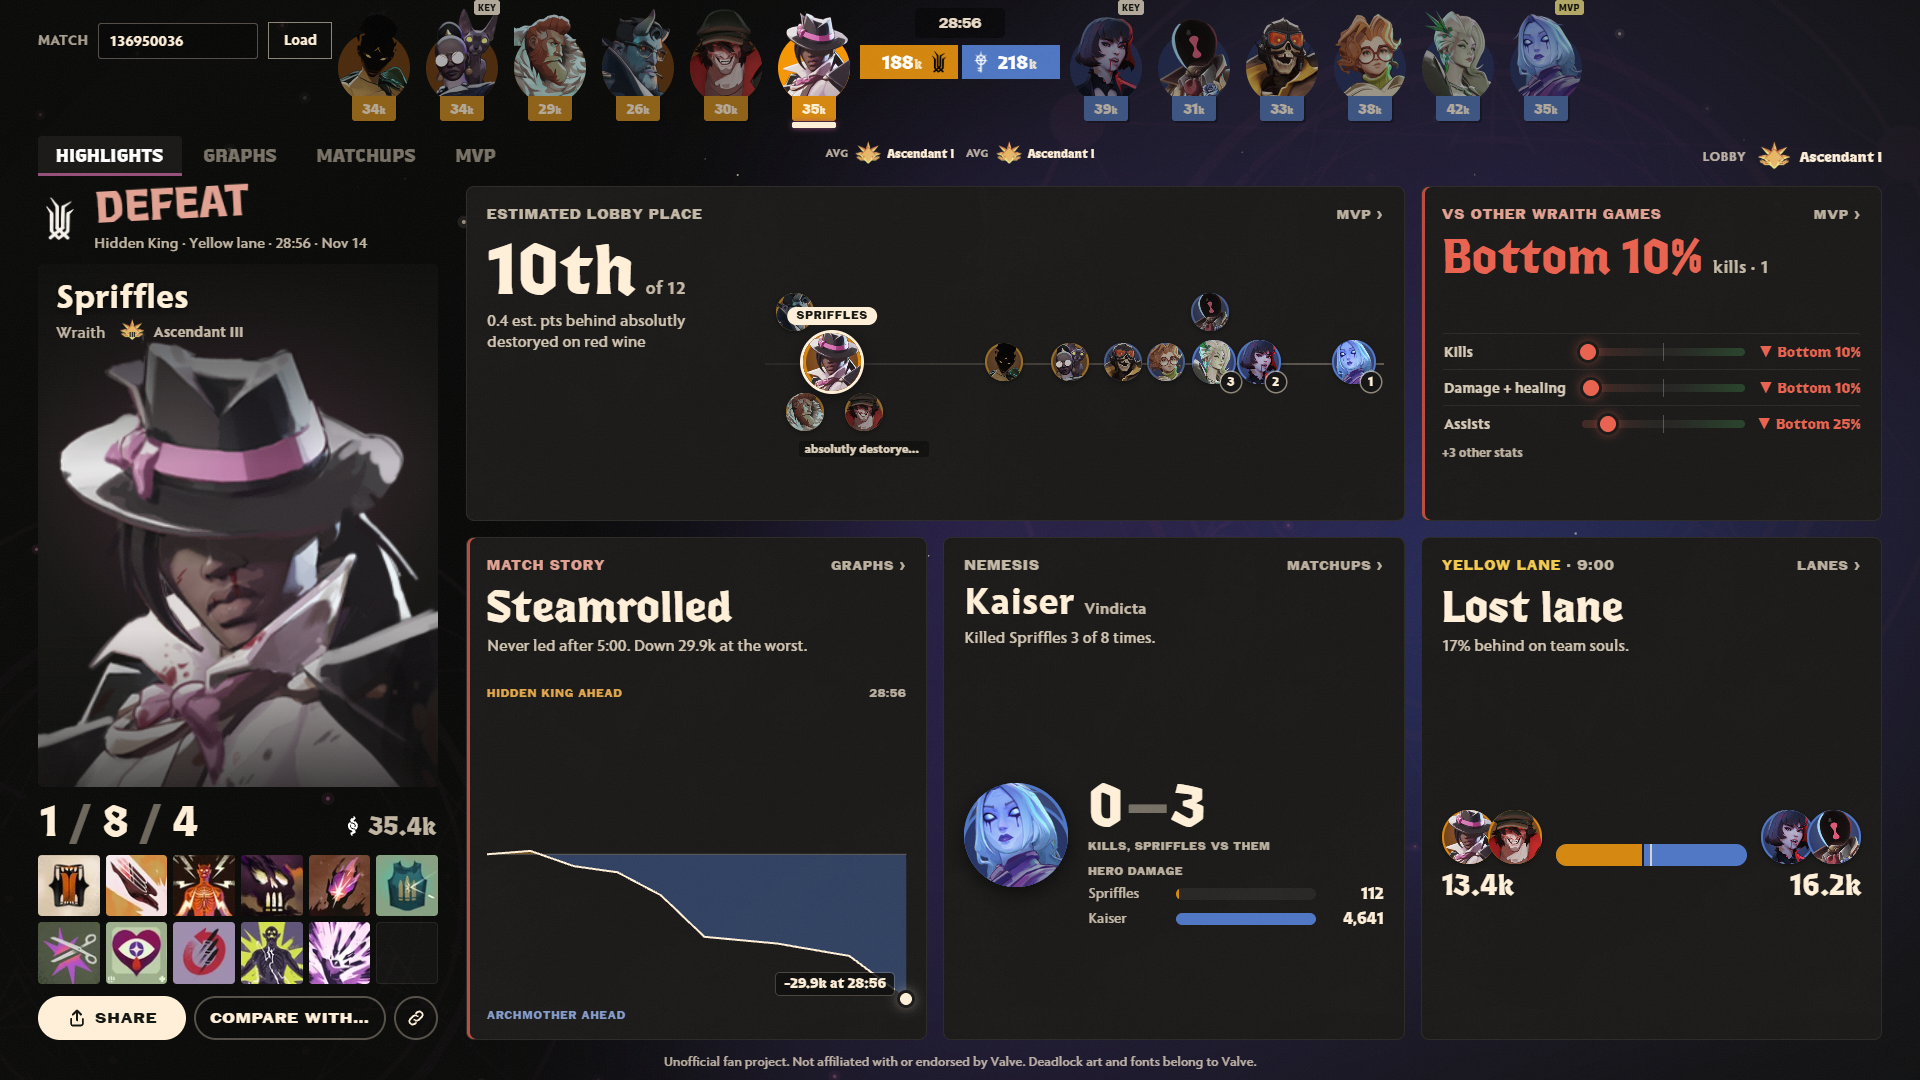 MATCH 136950036 Load
KEY
KEY
MVP
28:56
188k 218k
34k 34k 29k 26k 30k 35k 39k 31k 33k 38k 42k 35k
HIGHLIGHTS GRAPHS MATCHUPS MVP
AVG Ascendant I AVG Ascendant I
LOBBY Ascendant I
DEFEAT
Hidden King · Yellow lane · 28:56 · Nov 14
Spriffles
Wraith Ascendant III
1 / 8 / 4 35.4k
SHARE COMPARE WITH...
ESTIMATED LOBBY PLACE MVP ›
10th of 12
0.4 est. pts behind absolutly
destoryed on red wine
SPRIFFLES
3 2 1
absolutly destorye...
VS OTHER WRAITH GAMES MVP ›
Bottom 10% kills · 1
Kills ▼ Bottom 10%
Damage + healing ▼ Bottom 10%
Assists ▼ Bottom 25%
+3 other stats
MATCH STORY GRAPHS ›
Steamrolled
Never led after 5:00. Down 29.9k at the worst.
HIDDEN KING AHEAD 28:56
-29.9k at 28:56
ARCHMOTHER AHEAD
NEMESIS MATCHUPS ›
Kaiser Vindicta
Killed Spriffles 3 of 8 times.
0—3
KILLS, SPRIFFLES VS THEM
HERO DAMAGE
Spriffles 112
Kaiser 4,641
YELLOW LANE · 9:00 LANES ›
Lost lane
17% behind on team souls.
13.4k 16.2k
Unofficial fan project. Not affiliated with or endorsed by Valve. Deadlock art and fonts belong to Valve.